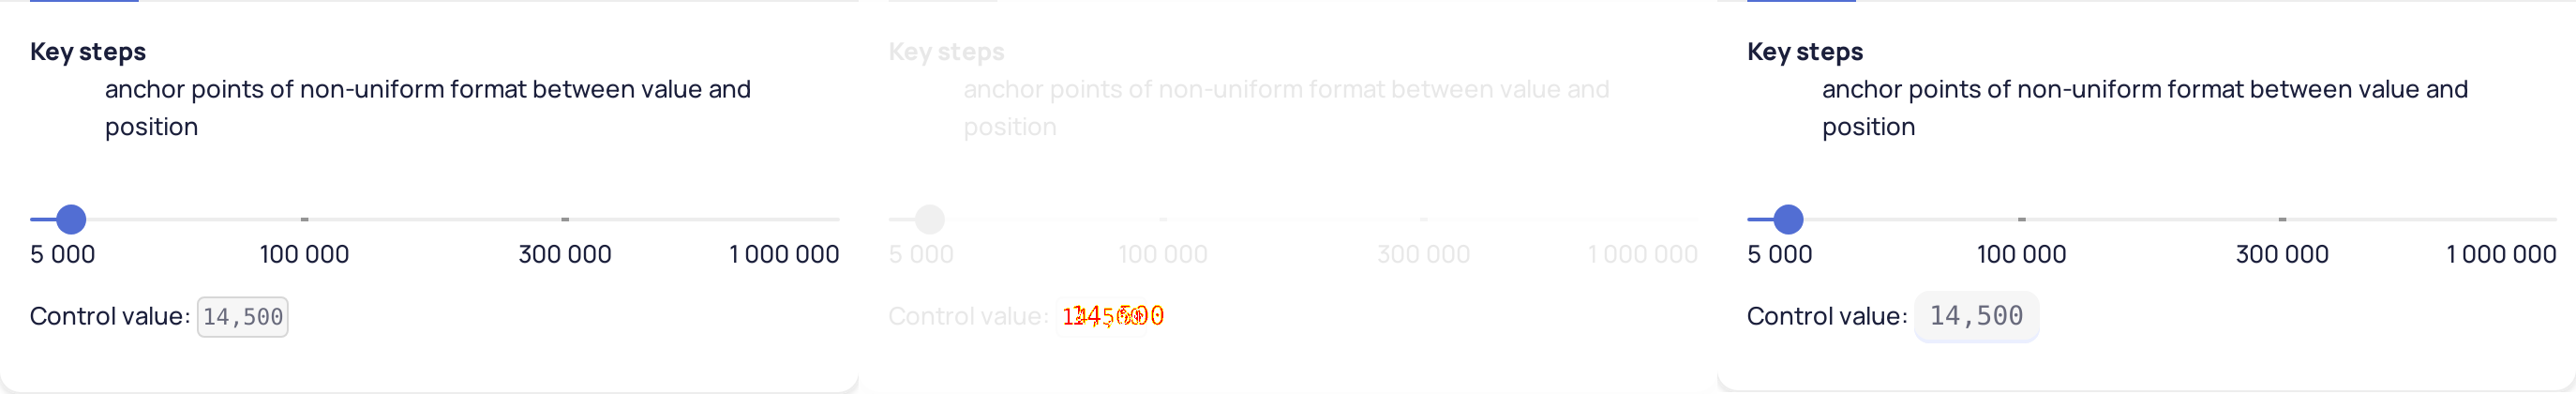 Key steps
anchor points of non-uniform format between value and
position
5 000 100 000 300 000 1 000 000
Control value: 14,500
Key steps
anchor points of non-uniform format between value and
position
5 000 100 000 300 000 1 000 000
Control value:
Key steps
anchor points of non-uniform format between value and
position
5 000 100 000 300 000 1 000 000
Control value: 14,500